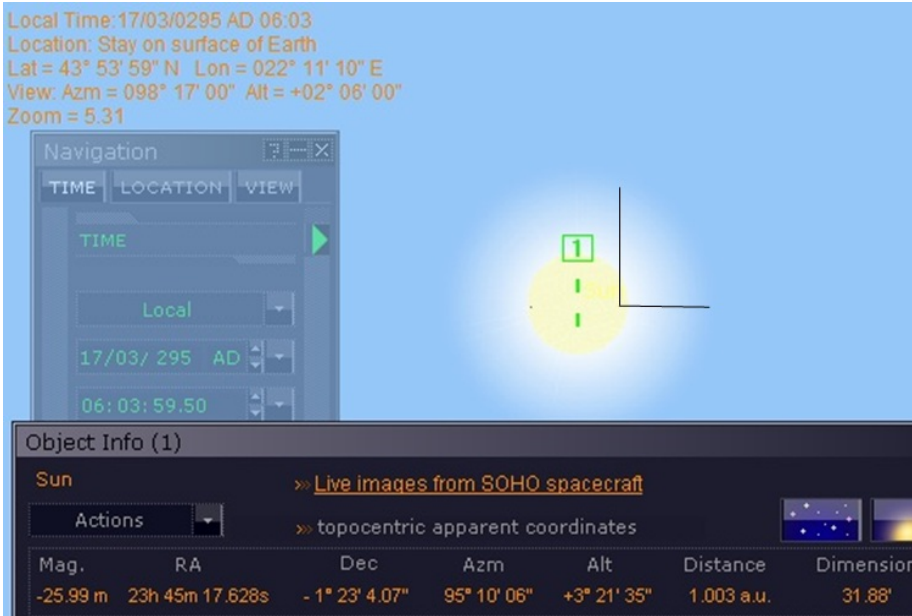 Local Time:17/03/0295 AD 06:03
Location: Stay on surface of Earth
Lat = 43° 53' 59" N Lon = 022° 11' 10" E
View: Azm = 098° 17' 00" Alt = +02° 06' 00"
Zoom = 5.31
Navigation
TIME LOCATION VIEW
TIME
Local
17/03/ 295 AD
06:03:59.50
1
Sun
Object Info (1)
Sun
»» Live images from SOHO spacecraft
Actions
»» topocentric apparent coordinates
Mag. RA Dec Azm Alt Distance Dimension
-25.99 m 23h 45m 17.628s - 1° 23' 4.07" 95° 10' 06" +3° 21' 35" 1.003 a.u. 31.88'